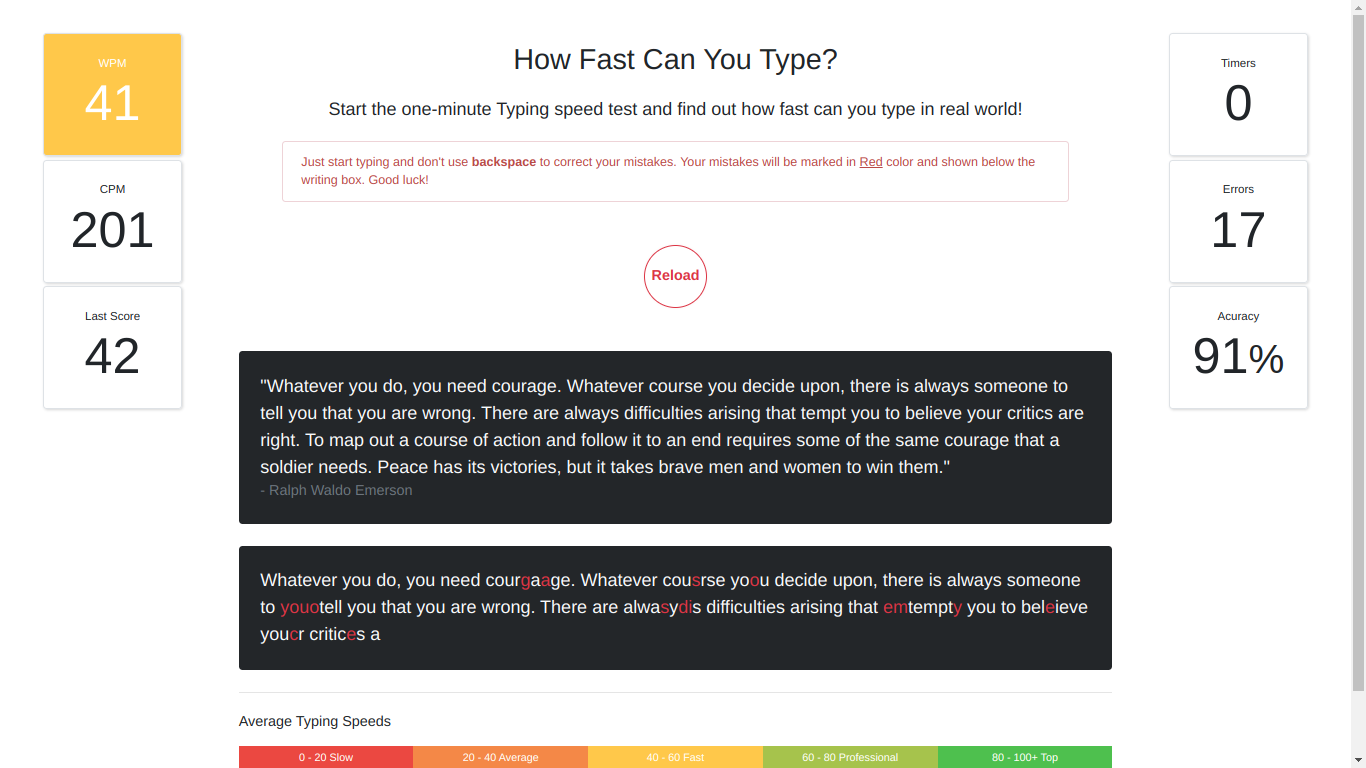 WPM
41
CPM
201
Last Score
42
How Fast Can You Type?
Start the one-minute Typing speed test and find out how fast can you type in real world!
Just start typing and don't use backspace to correct your mistakes. Your mistakes will be marked in Red color and shown below the
writing box. Good luck!
Reload
"Whatever you do, you need courage. Whatever course you decide upon, there is always someone to
tell you that you are wrong. There are always difficulties arising that tempt you to believe your critics are
right. To map out a course of action and follow it to an end requires some of the same courage that a
soldier needs. Peace has its victories, but it takes brave men and women to win them."
- Ralph Waldo Emerson
Whatever you do, you need courgaage. Whatever cousrse yoou decide upon, there is always someone
to youotell you that you are wrong. There are alwasydis difficulties arising that emtempty you to beleieve
youcr critices a
Average Typing Speeds
0 - 20 Slow
20 - 40 Average
40 - 60 Fast
60 - 80 Professional
80 - 100+ Top
Timers
0
Errors
17
Acuracy
91%